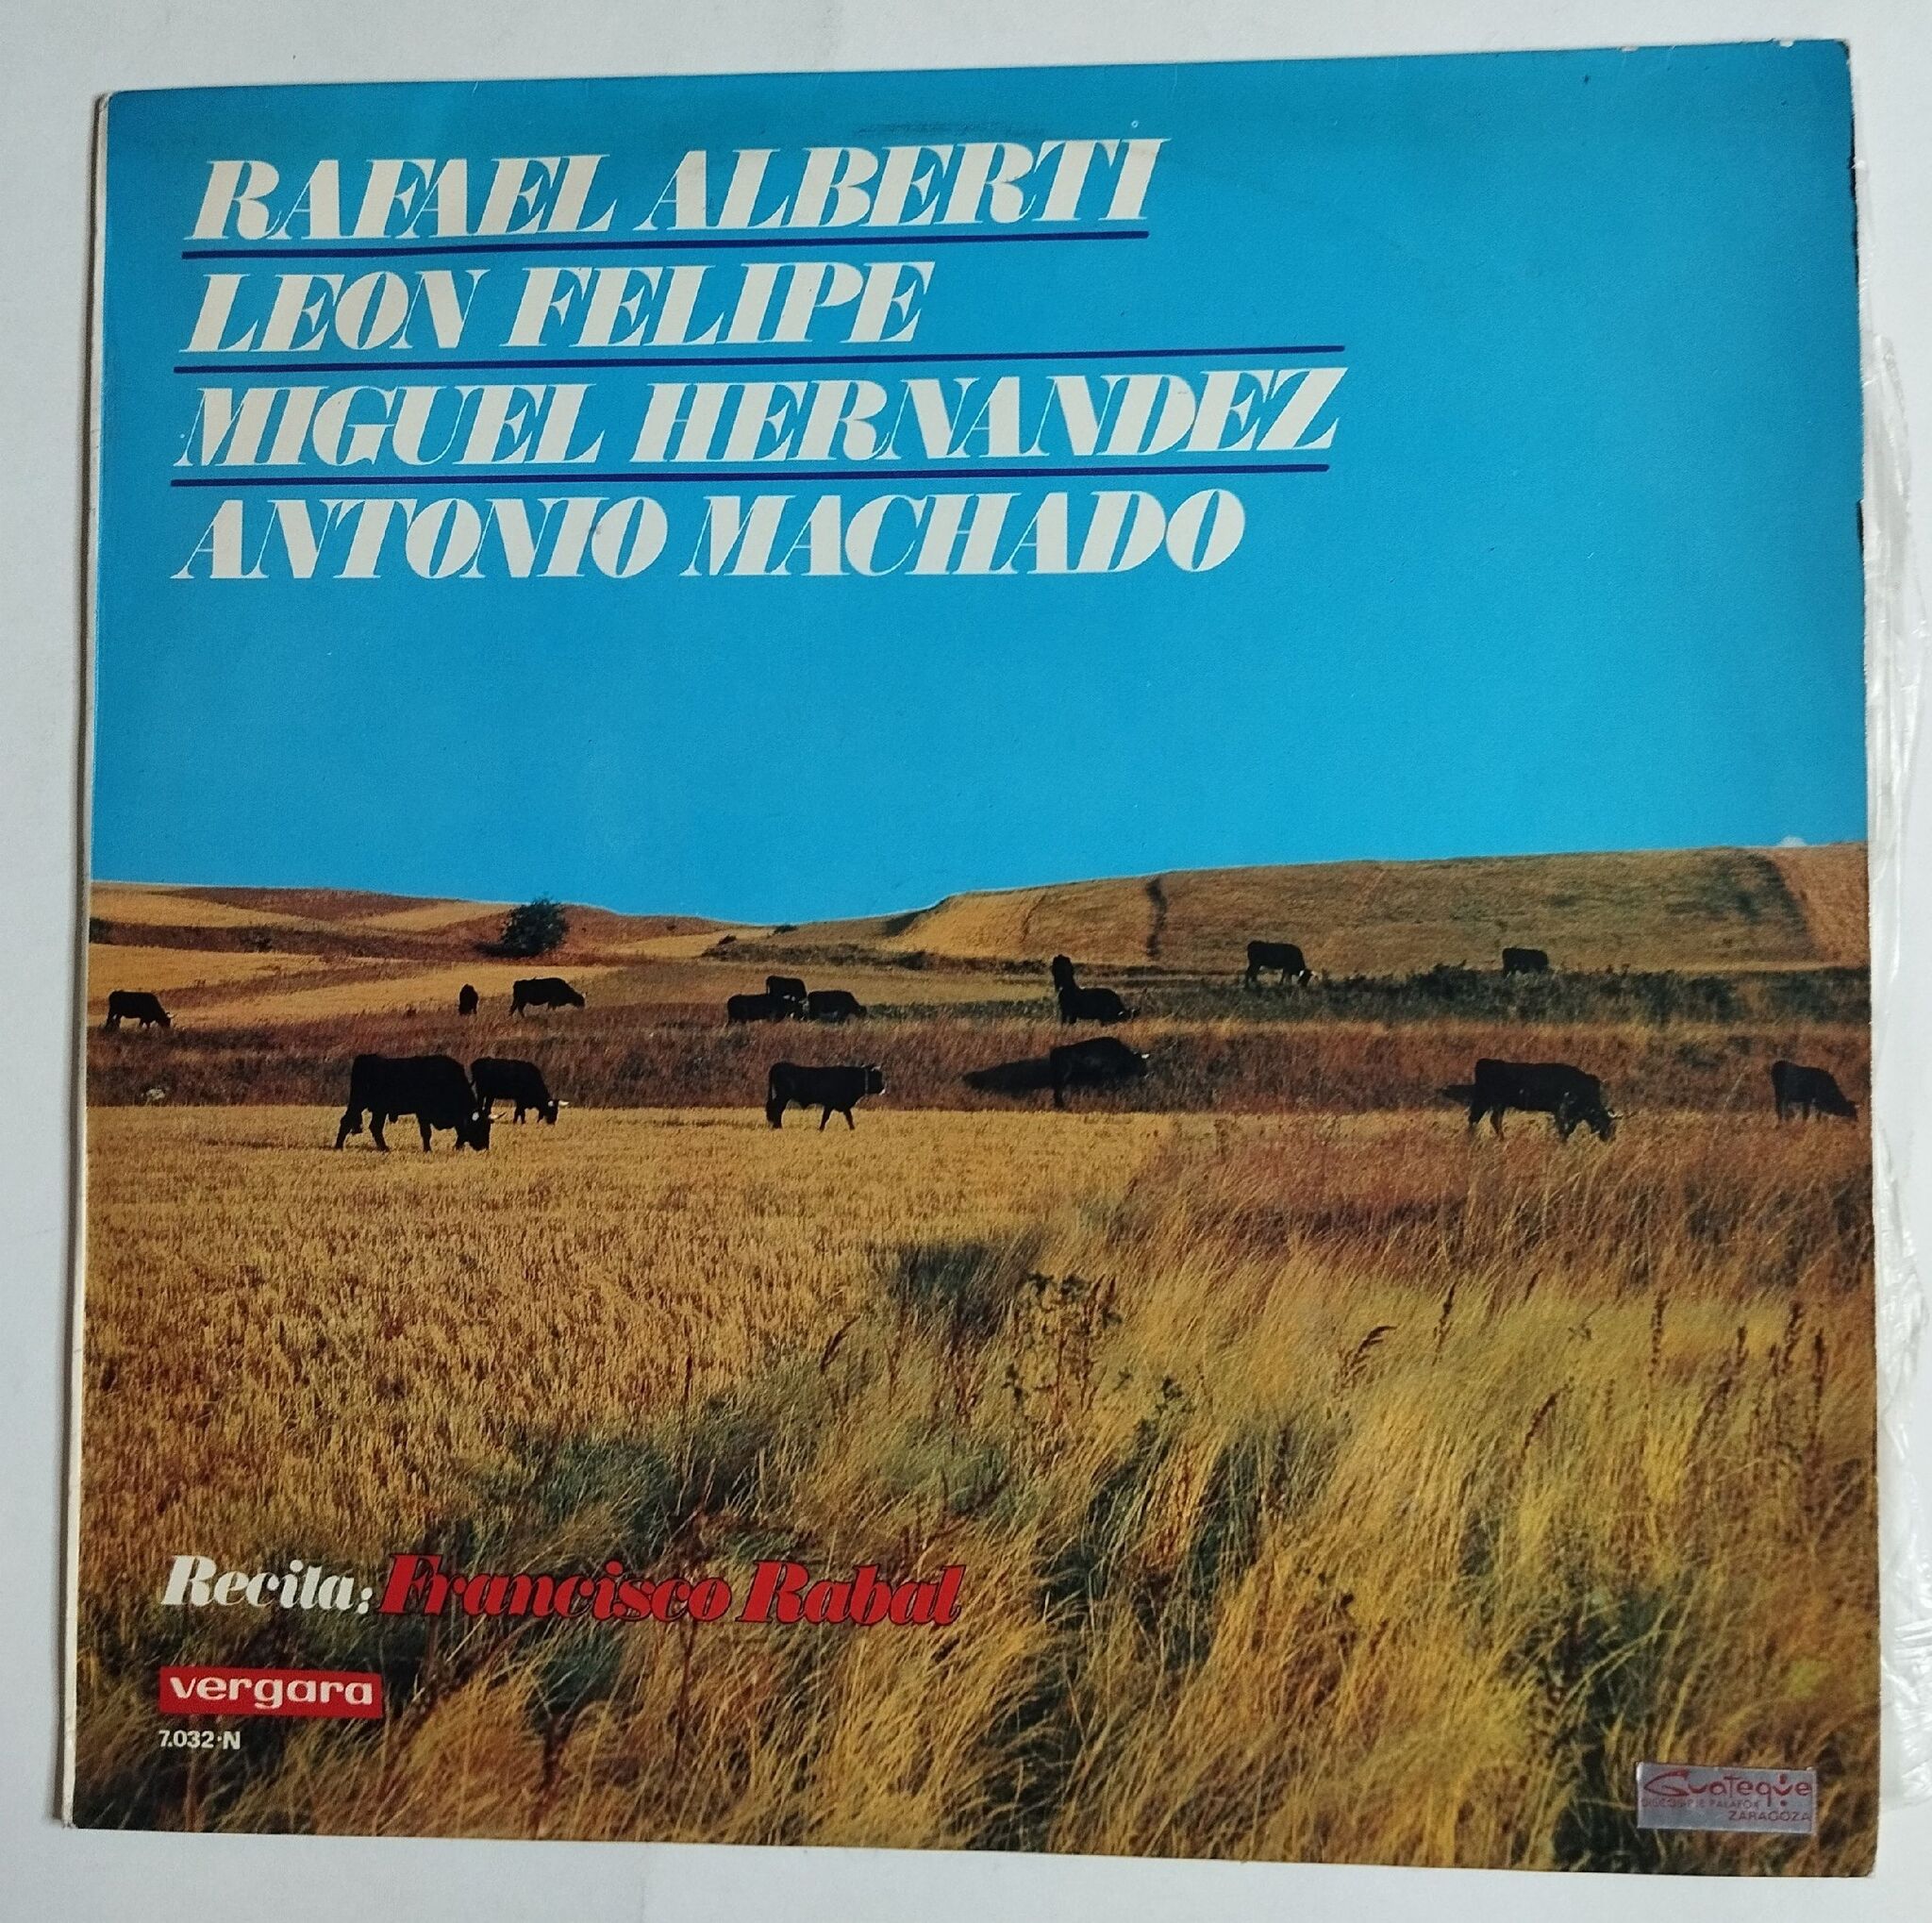 RAFAEL ALBERTI
LEON FELIPE
MIGUEL HERNANDEZ
ANTONIO MACHADO
Recita: Francisco Rabal
vergara
7.032-N
Guateque
ZARAGOZA